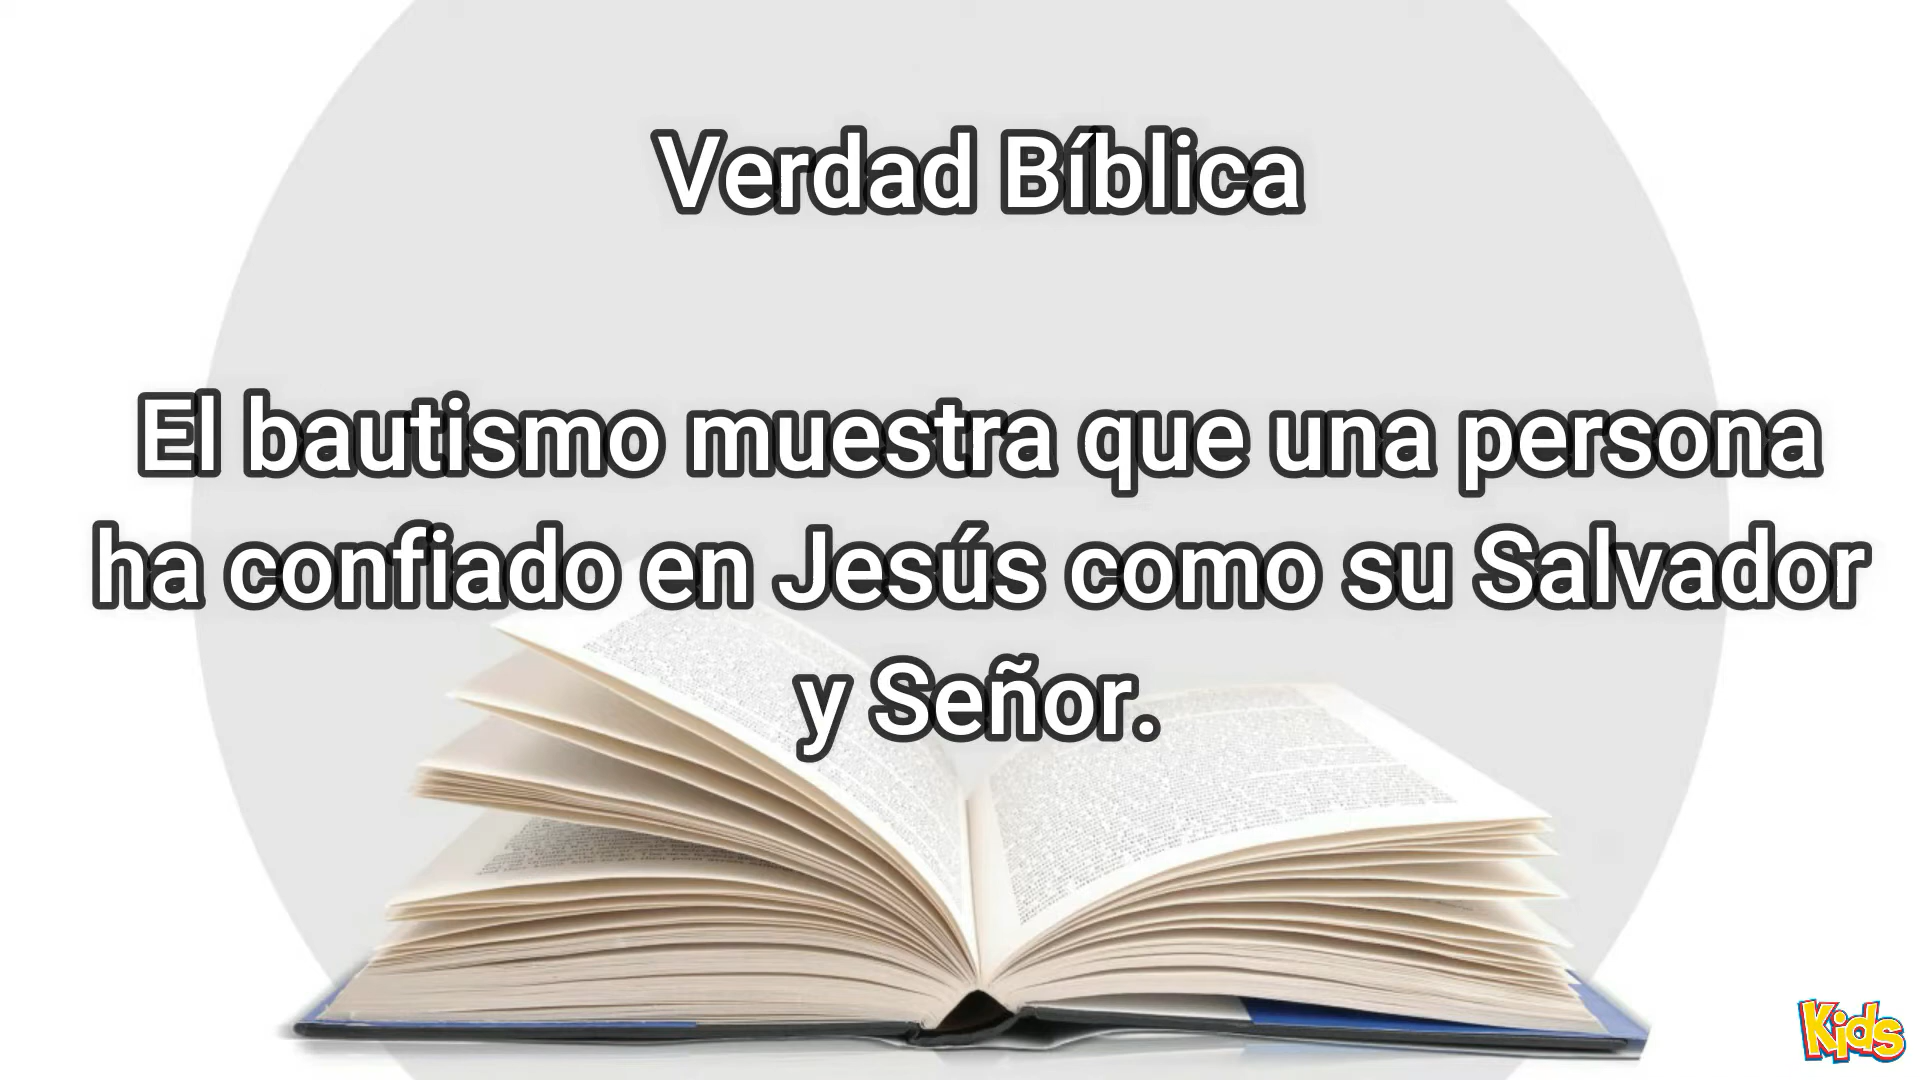 Verdad Bíblica
El bautismo muestra que una persona
ha confiado en Jesús como su Salvador
y Señor.
Kids